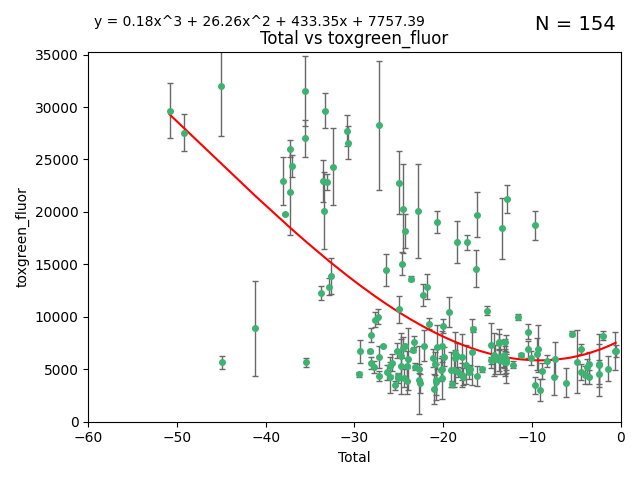 y = 0.18x^3 + 26.26x^2 + 433.35x + 7757.39
N = 154
Total vs toxgreen_fluor
35000
30000
25000
20000
15000
10000
5000
0
toxgreen_fluor
−60 −50 −40 −30 −20 −10 0
Total